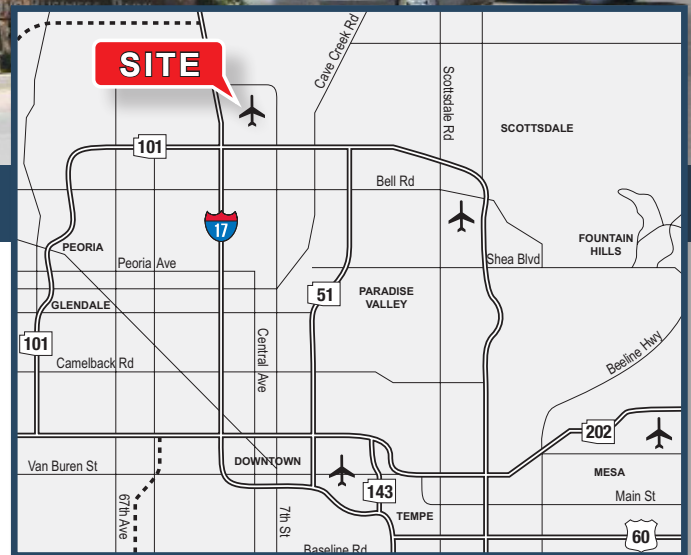 SITE
Cave Creek Rd
Scottsdale Rd
SCOTTSDALE
101
Bell Rd
17
FOUNTAIN
HILLS
PEORIA
Peoria Ave
Shea Blvd
51
PARADISE
VALLEY
GLENDALE
101
Central Ave
Camelback Rd
Beeline Hwy
202
Van Buren St
DOWNTOWN
MESA
143
Main St
67th Ave
7th St
TEMPE
60
Baseline Rd